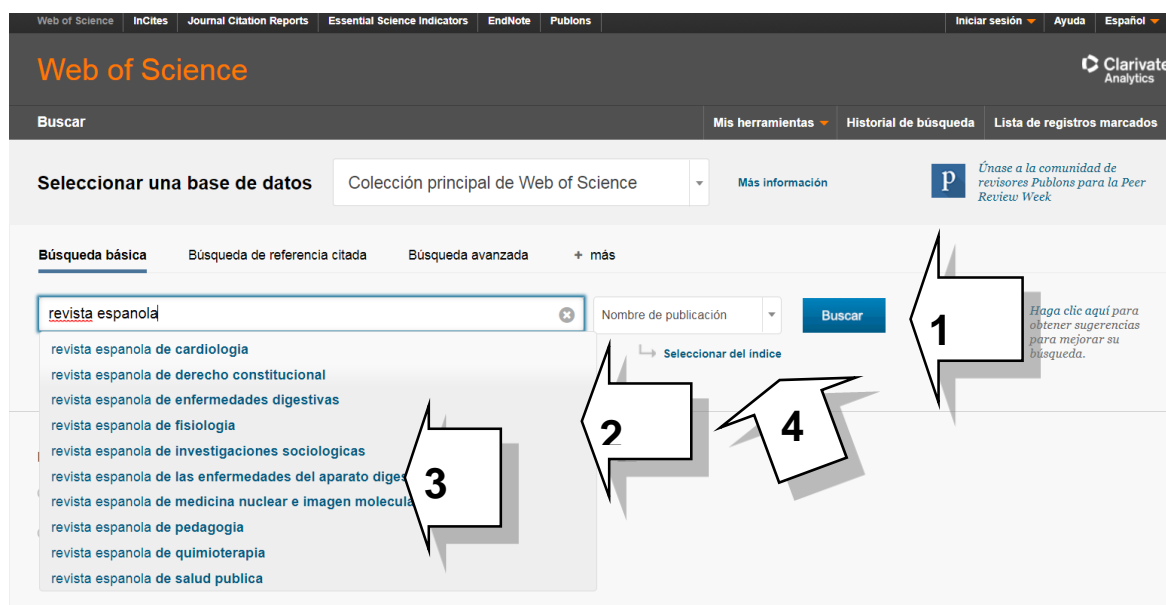 Web of Science InCites Journal Citation Reports Essential Science Indicators EndNote Publons Iniciar sesión Ayuda Español
Web of Science
Clarivate
Analytics
Buscar Mis herramientas Historial de búsqueda Lista de registros marcados
Seleccionar una base de datos Colección principal de Web of Science Más información
p
Únase a la comunidad de
revisores Publons para la Peer
Review Week
Búsqueda básica Búsqueda de referencia citada Búsqueda avanzada + más
revista espanola Nombre de publicación Buscar
1
Haga clic aquí para
obtener sugerencias
para mejorar su
búsqueda.
Seleccionar del índice
revista espanola de cardiologia
revista espanola de derecho constitucional
revista espanola de enfermedades digestivas
revista espanola de fisiologia
2
4
revista espanola de investigaciones sociologicas
revista espanola de las enfermedades del aparato diges
3
revista espanola de medicina nuclear e imagen molecula
revista espanola de pedagogia
revista espanola de quimioterapia
revista espanola de salud publica